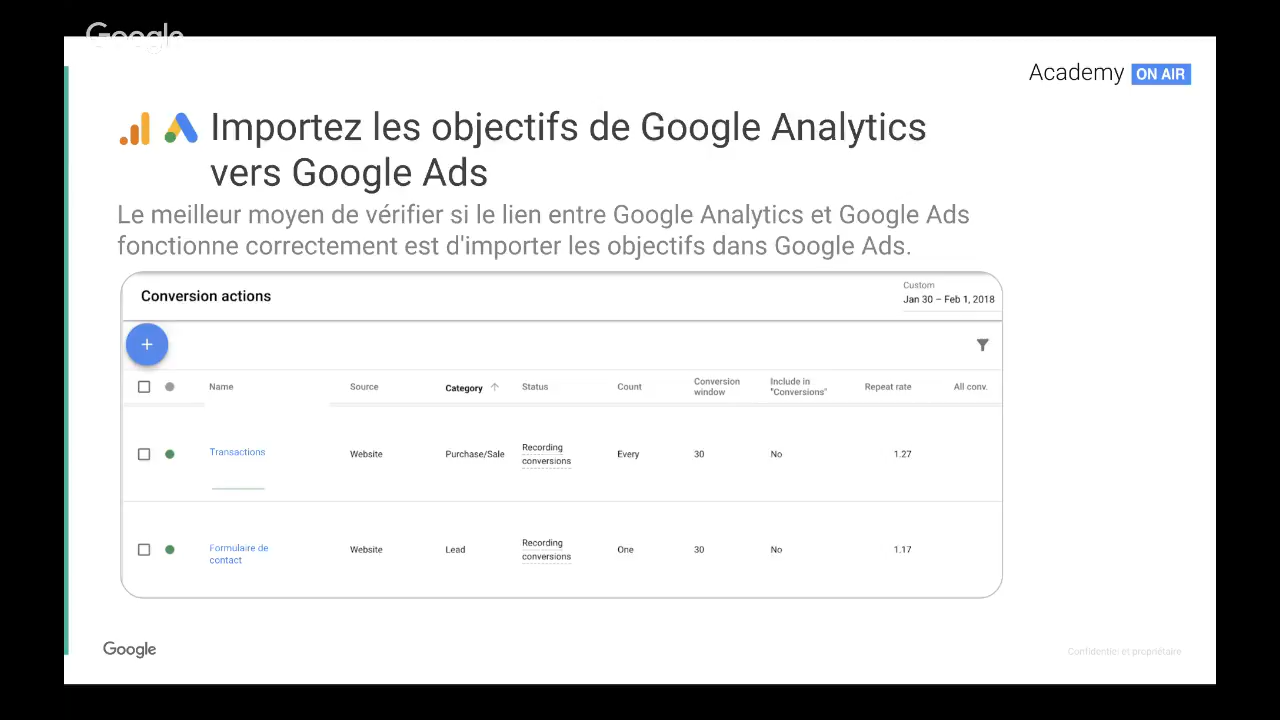 Google
Academy ON AIR
Importez les objectifs de Google Analytics
vers Google Ads
Le meilleur moyen de vérifier si le lien entre Google Analytics et Google Ads
fonctionne correctement est d'importer les objectifs dans Google Ads.
Conversion actions
Custom
Jan 30 – Feb 1, 2018
+
Name Source Category ↑ Status Count Conversion window Include in "Conversions" Repeat rate All conv.
Transactions Website Purchase/Sale Recording conversions Every 30 No 1.27
Formulaire de contact Website Lead Recording conversions One 30 No 1.17
Google
Confidentiel et propriétaire